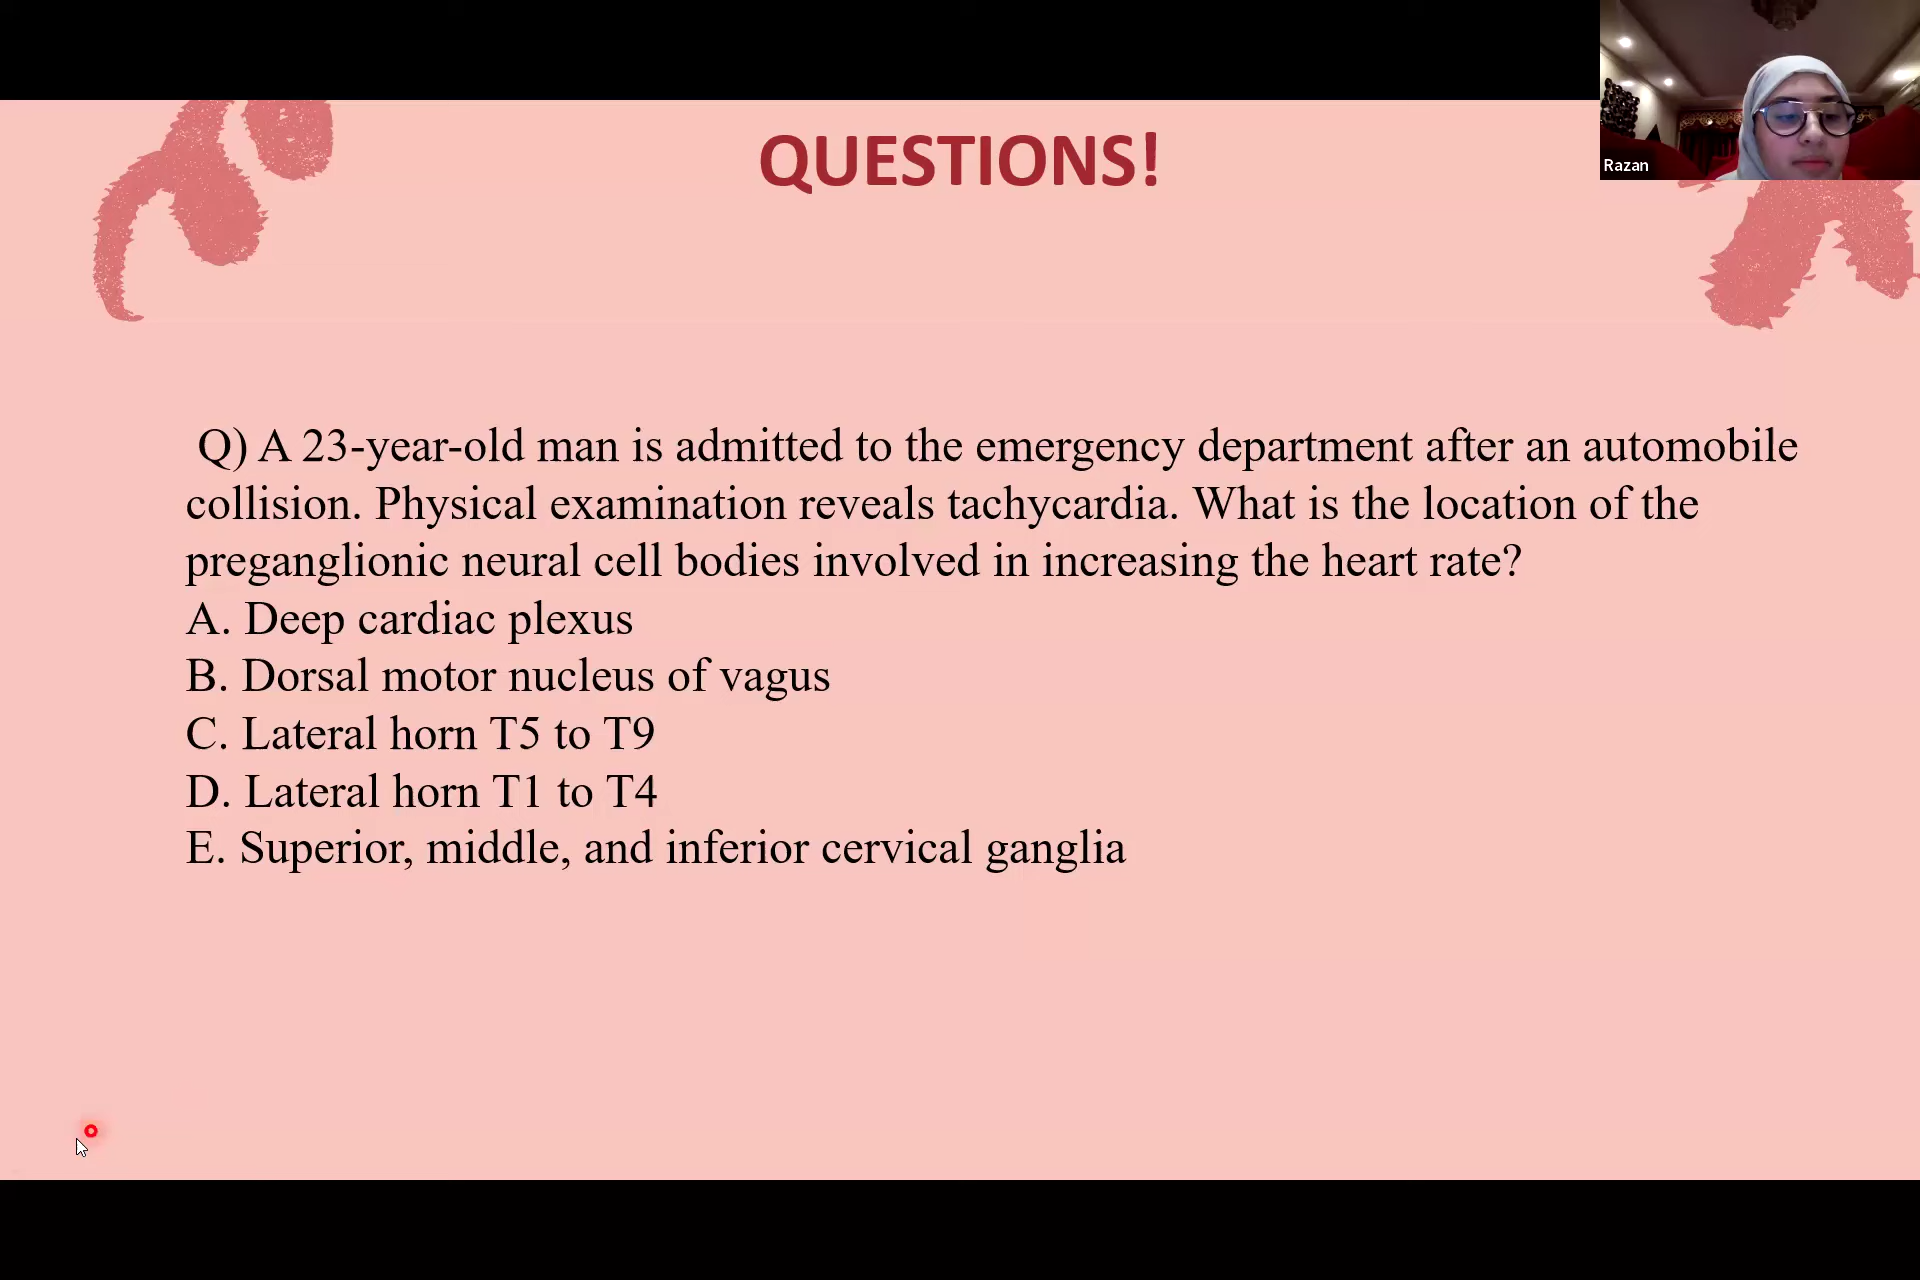 QUESTIONS!
Razan
Q) A 23-year-old man is admitted to the emergency department after an automobile
collision. Physical examination reveals tachycardia. What is the location of the
preganglionic neural cell bodies involved in increasing the heart rate?
A. Deep cardiac plexus
B. Dorsal motor nucleus of vagus
C. Lateral horn T5 to T9
D. Lateral horn T1 to T4
E. Superior, middle, and inferior cervical ganglia